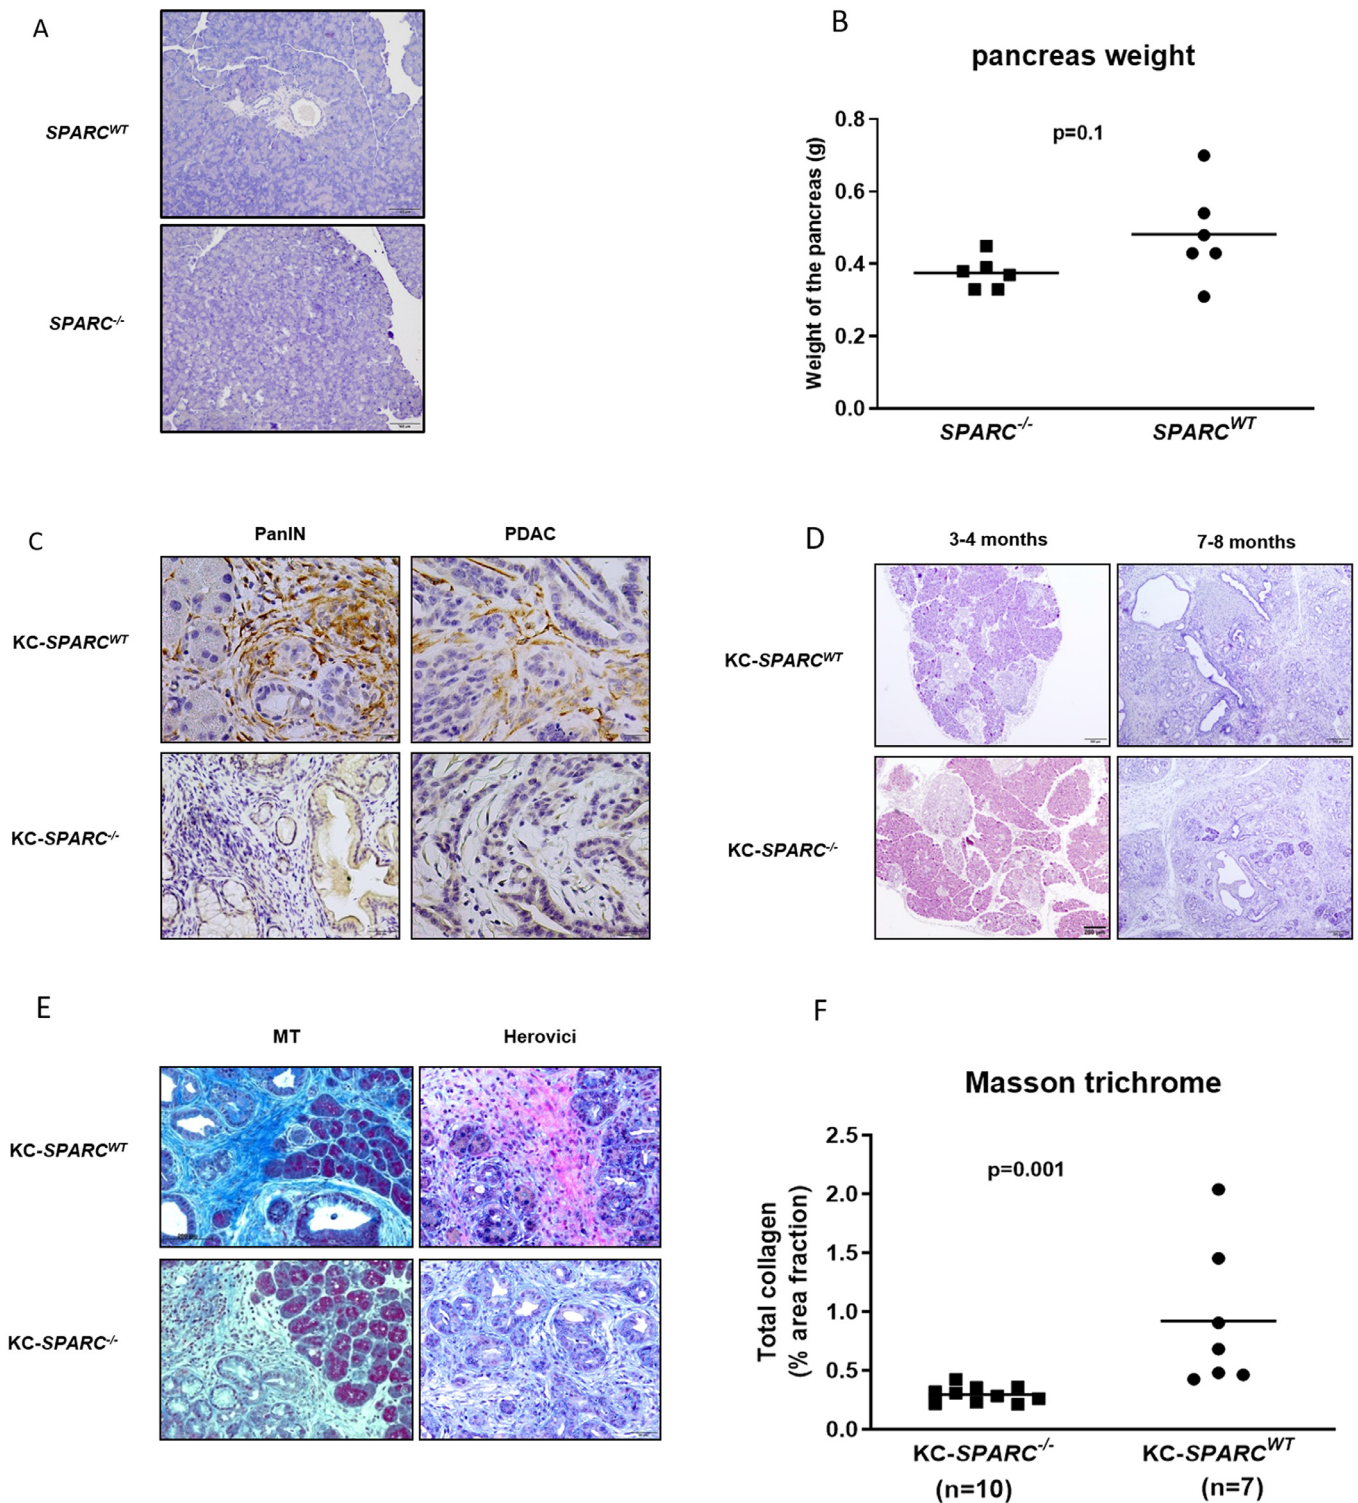 A
SPARC^WT
SPARC^-/-
B
pancreas weight
p=0.1
Weight of the pancreas (g)
0.8
0.6
0.4
0.2
0.0
SPARC^-/-
SPARC^WT
C
PanIN
PDAC
KC-SPARC^WT
KC-SPARC^-/-
D
3-4 months
7-8 months
KC-SPARC^WT
KC-SPARC^-/-
200 µm
E
MT
Herovici
KC-SPARC^WT
KC-SPARC^-/-
F
Masson trichrome
p=0.001
Total collagen
(% area fraction)
2.5
2.0
1.5
1.0
0.5
0.0
KC-SPARC^-/-
(n=10)
KC-SPARC^WT
(n=7)